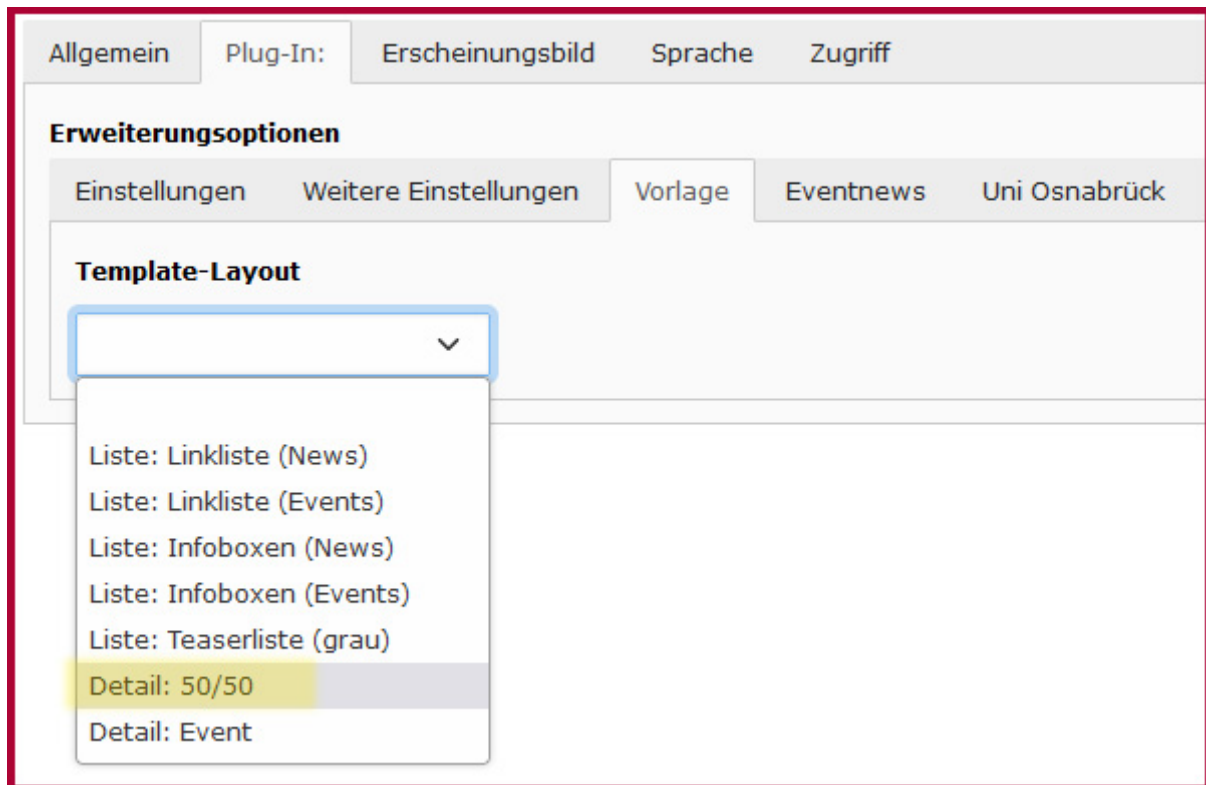 Allgemein Plug-In: Erscheinungsbild Sprache Zugriff
Erweiterungsoptionen
Einstellungen Weitere Einstellungen Vorlage Eventnews Uni Osnabrück
Template-Layout
Liste: Linkliste (News)
Liste: Linkliste (Events)
Liste: Infoboxen (News)
Liste: Infoboxen (Events)
Liste: Teaserliste (grau)
Detail: 50/50
Detail: Event